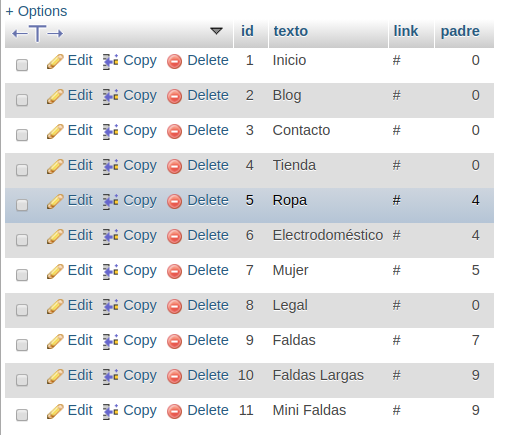 + Options
←T→ id texto link padre
Edit Copy Delete 1 Inicio # 0
Edit Copy Delete 2 Blog # 0
Edit Copy Delete 3 Contacto # 0
Edit Copy Delete 4 Tienda # 0
Edit Copy Delete 5 Ropa # 4
Edit Copy Delete 6 Electrodoméstico # 4
Edit Copy Delete 7 Mujer # 5
Edit Copy Delete 8 Legal # 0
Edit Copy Delete 9 Faldas # 7
Edit Copy Delete 10 Faldas Largas # 9
Edit Copy Delete 11 Mini Faldas # 9